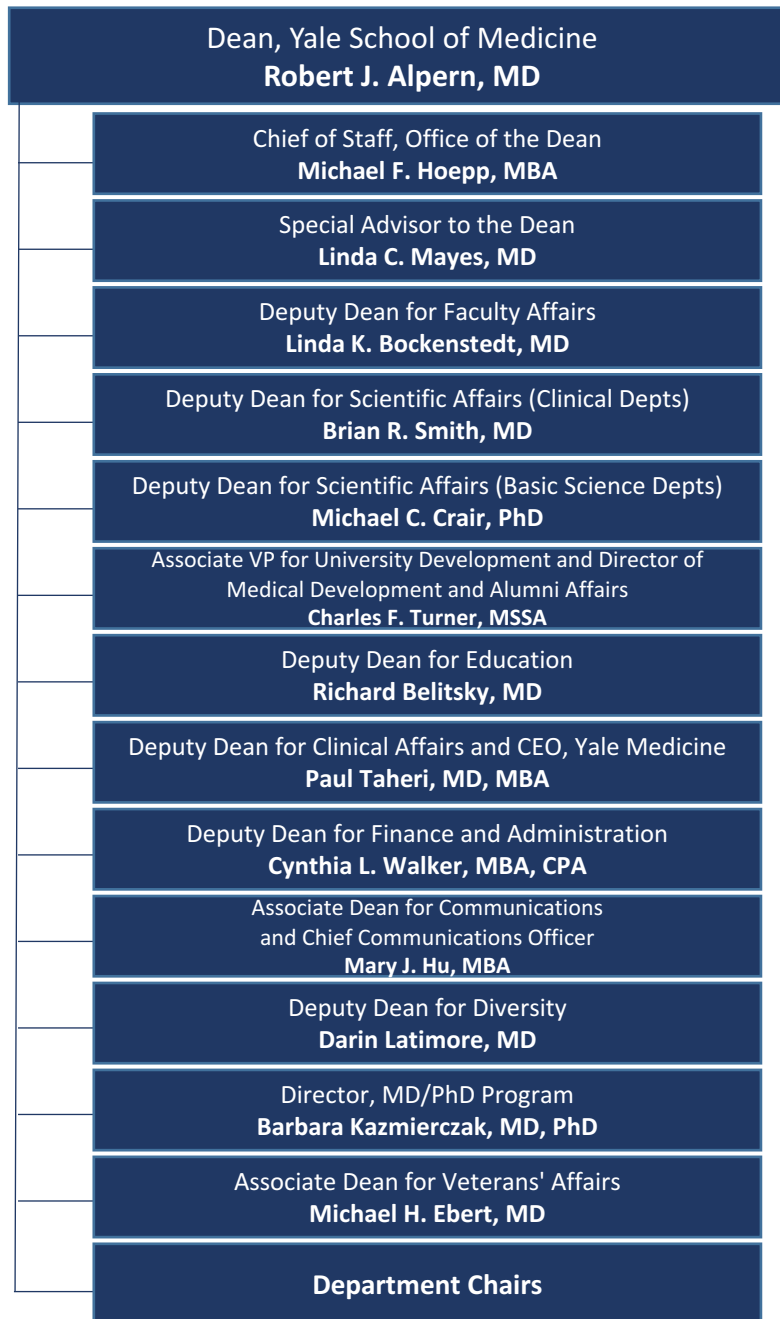 Dean, Yale School of Medicine
Robert J. Alpern, MD
Chief of Staff, Office of the Dean
Michael F. Hoepp, MBA
Special Advisor to the Dean
Linda C. Mayes, MD
Deputy Dean for Faculty Affairs
Linda K. Bockenstedt, MD
Deputy Dean for Scientific Affairs (Clinical Depts)
Brian R. Smith, MD
Deputy Dean for Scientific Affairs (Basic Science Depts)
Michael C. Crair, PhD
Associate VP for University Development and Director of
Medical Development and Alumni Affairs
Charles F. Turner, MSSA
Deputy Dean for Education
Richard Belitsky, MD
Deputy Dean for Clinical Affairs and CEO, Yale Medicine
Paul Taheri, MD, MBA
Deputy Dean for Finance and Administration
Cynthia L. Walker, MBA, CPA
Associate Dean for Communications
and Chief Communications Officer
Mary J. Hu, MBA
Deputy Dean for Diversity
Darin Latimore, MD
Director, MD/PhD Program
Barbara Kazmierczak, MD, PhD
Associate Dean for Veterans' Affairs
Michael H. Ebert, MD
Department Chairs